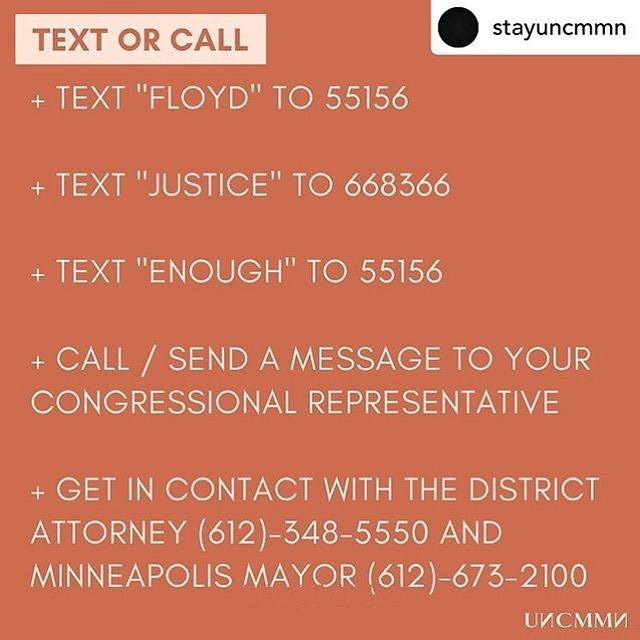 TEXT OR CALL
stayuncmmn
+ TEXT "FLOYD" TO 55156
+ TEXT "JUSTICE" TO 668366
+ TEXT "ENOUGH" TO 55156
+ CALL / SEND A MESSAGE TO YOUR
CONGRESSIONAL REPRESENTATIVE
+ GET IN CONTACT WITH THE DISTRICT
ATTORNEY (612)-348-5550 AND
MINNEAPOLIS MAYOR (612)-673-2100
UИCMMИ